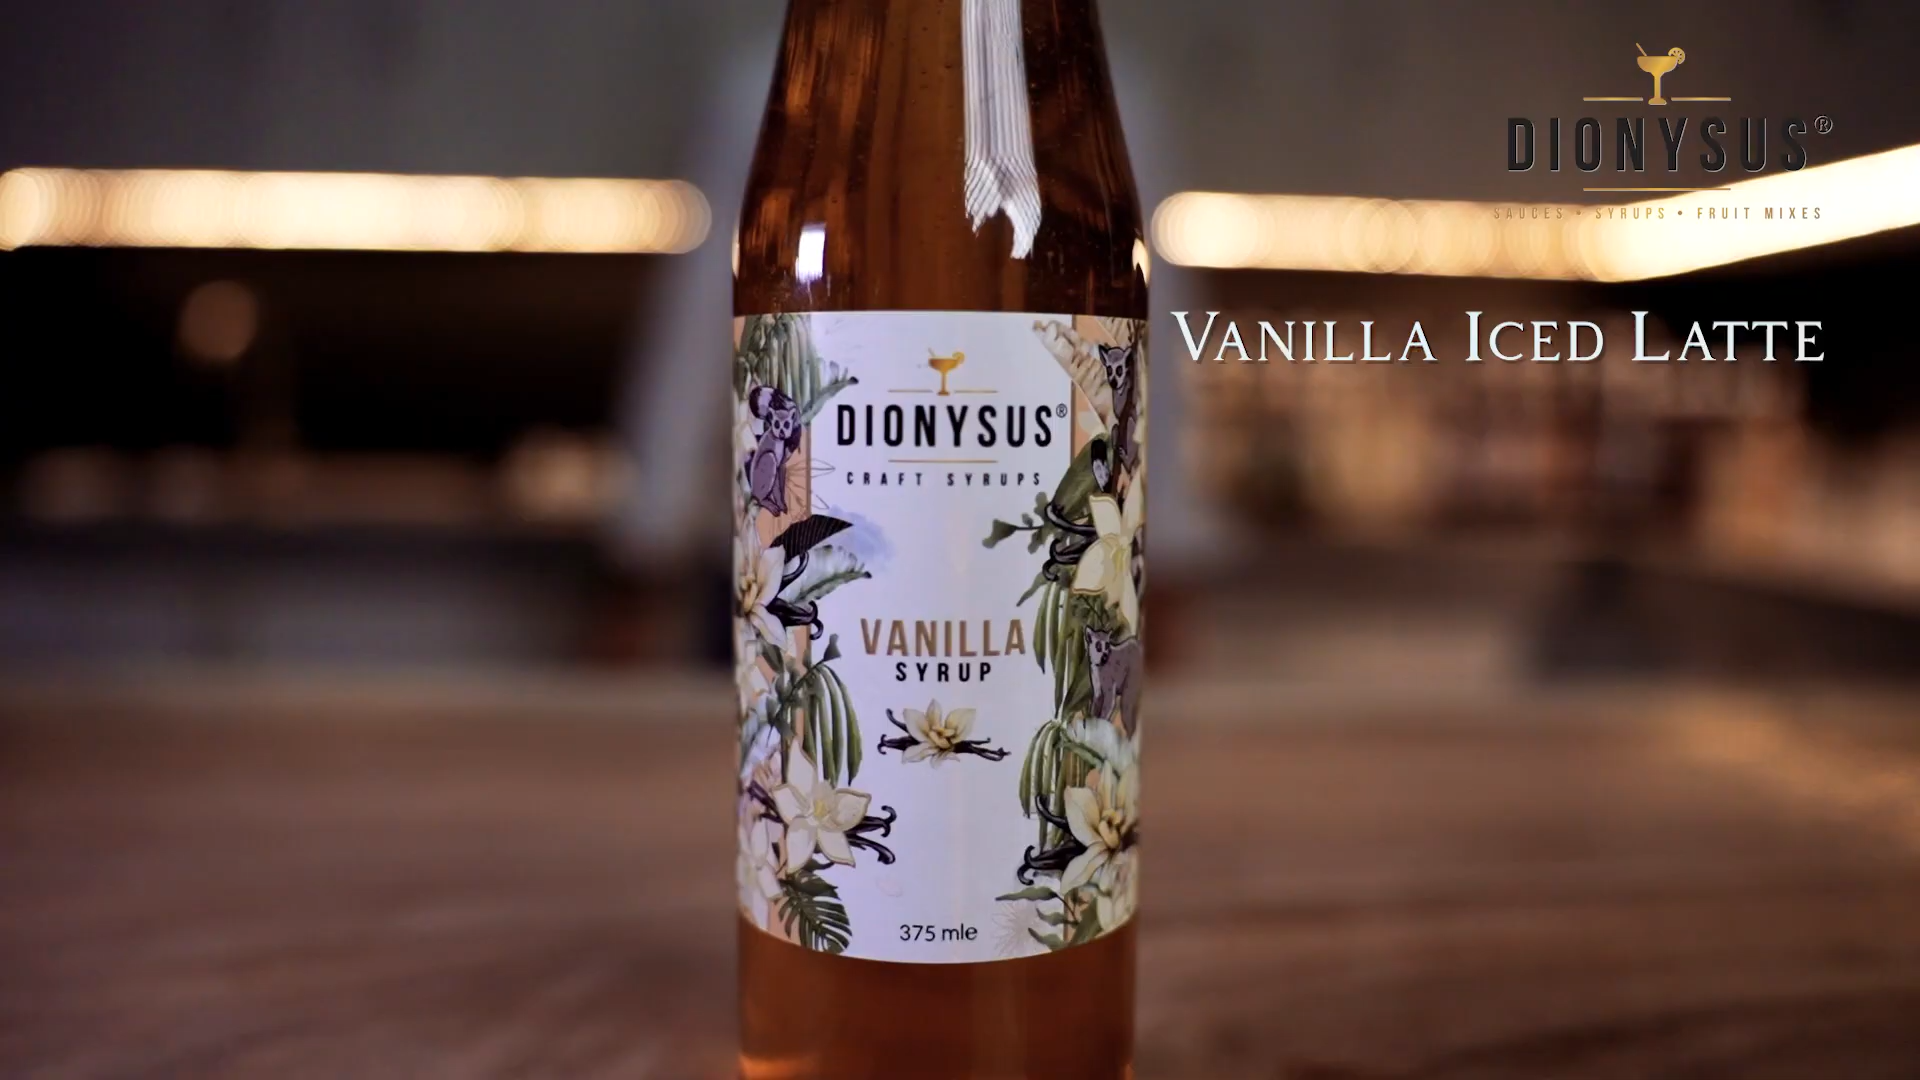 DIONYSUS®
SAUCES • SYRUPS • FRUIT MIXES
VANILLA ICED LATTE
DIONYSUS®
CRAFT SYRUPS
VANILLA
SYRUP
375 mle